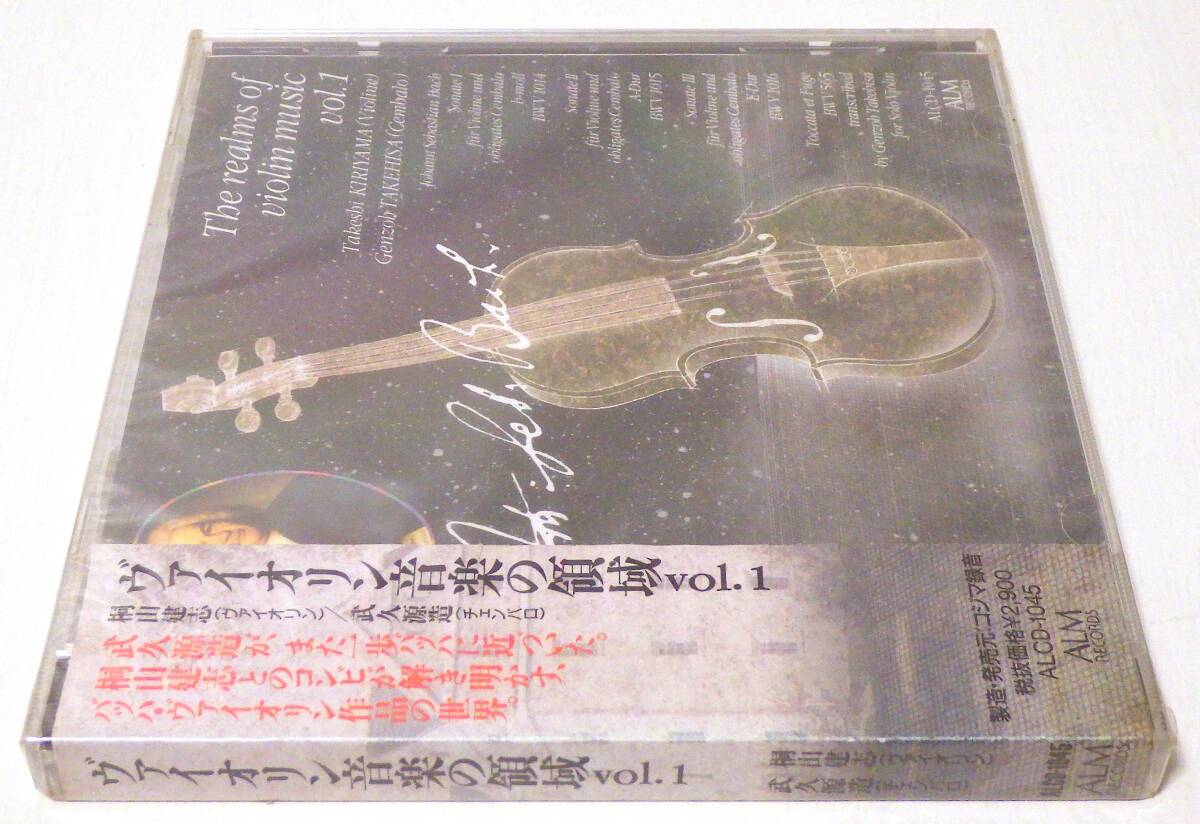 The realms of
violin music
vol.1
Takeshi KIRIYAMA (Violine)
Genzoh TAKEHISA (Cembalo)
Johann Sebastian Bach
Sonate I
für Violine und
obligates Cembalo
h-moll
BWV 1014
Sonate II
für Violine und
obligates Cembalo
A-Dur
BWV 1015
Sonate III
für Violine und
obligates Cembalo
E-Dur
BWV 1016
Toccata et Fuge
BWV 565
transcribed
by Genzoh Takehisa
for Solo Violin
ALCD-1045
ALM
RECORDS
Bach
ヴァイオリン音楽の領域vol.1
桐山建志(ヴァイオリン)/武久源造(チェンバロ)
武久源造が、また一歩バッハに近づいた。
桐山建志とのコンビが解き明かす、
バッハ・ヴァイオリン作品の世界。
製造・発売元:コジマ録音
税抜価格¥2,900
ALCD-1045
ALM
RECORDS
ヴァイオリン音楽の領域vol.1
桐山建志(ヴァイオリン)
武久源造(チェンバロ)
ALCD-1045
ALM
RECORDS